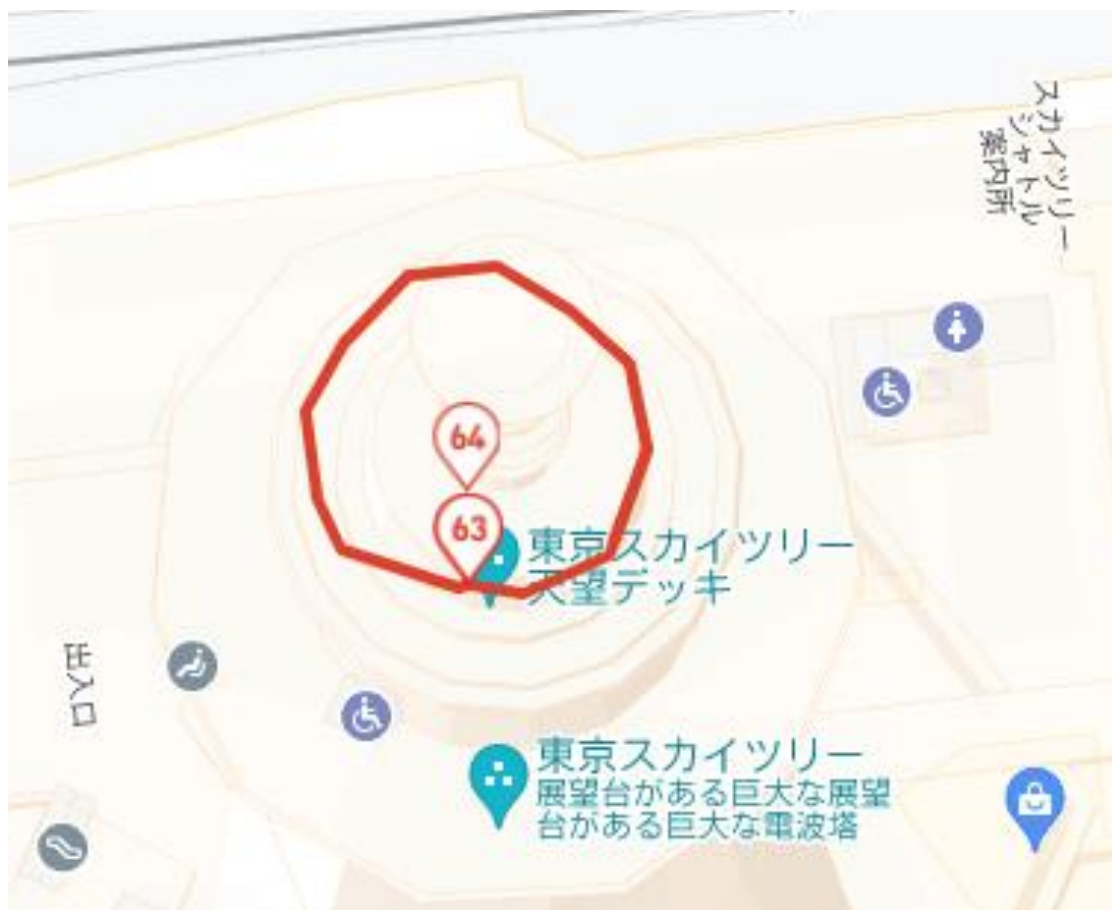 スカイツリー
シャトル
案内所
64
63
東京スカイツリー
天望デッキ
出入口
東京スカイツリー
展望台がある巨大な展望
台がある巨大な電波塔